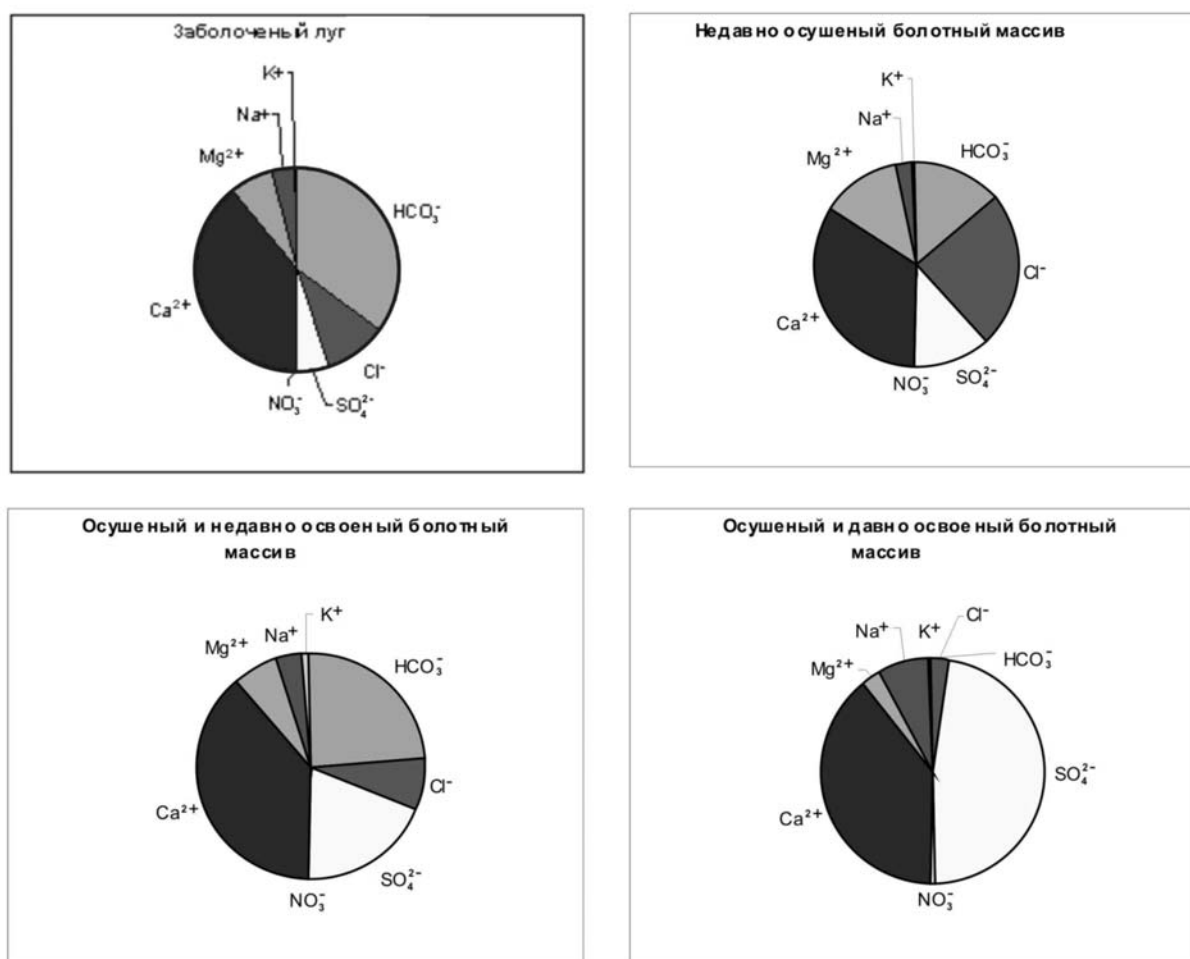 Заболоченый луг
K+
Na+
Mg²⁺
HCO₃⁻
Ca²⁺
Cl⁻
NO₃⁻
SO₄²⁻
Недавно осушеный болотный массив
K⁺
Na⁺
Mg²⁺
HCO₃⁻
Cl⁻
Ca²⁺
NO₃⁻
SO₄²⁻
Осушеный и недавно освоеный болотный
массив
K⁺
Na⁺
Mg²⁺
HCO₃⁻
Cl⁻
Ca²⁺
SO₄²⁻
NO₃⁻
Осушеный и давно освоеный болотный
массив
Cl⁻
Na⁺
K⁺
HCO₃⁻
Mg²⁺
SO₄²⁻
Ca²⁺
NO₃⁻